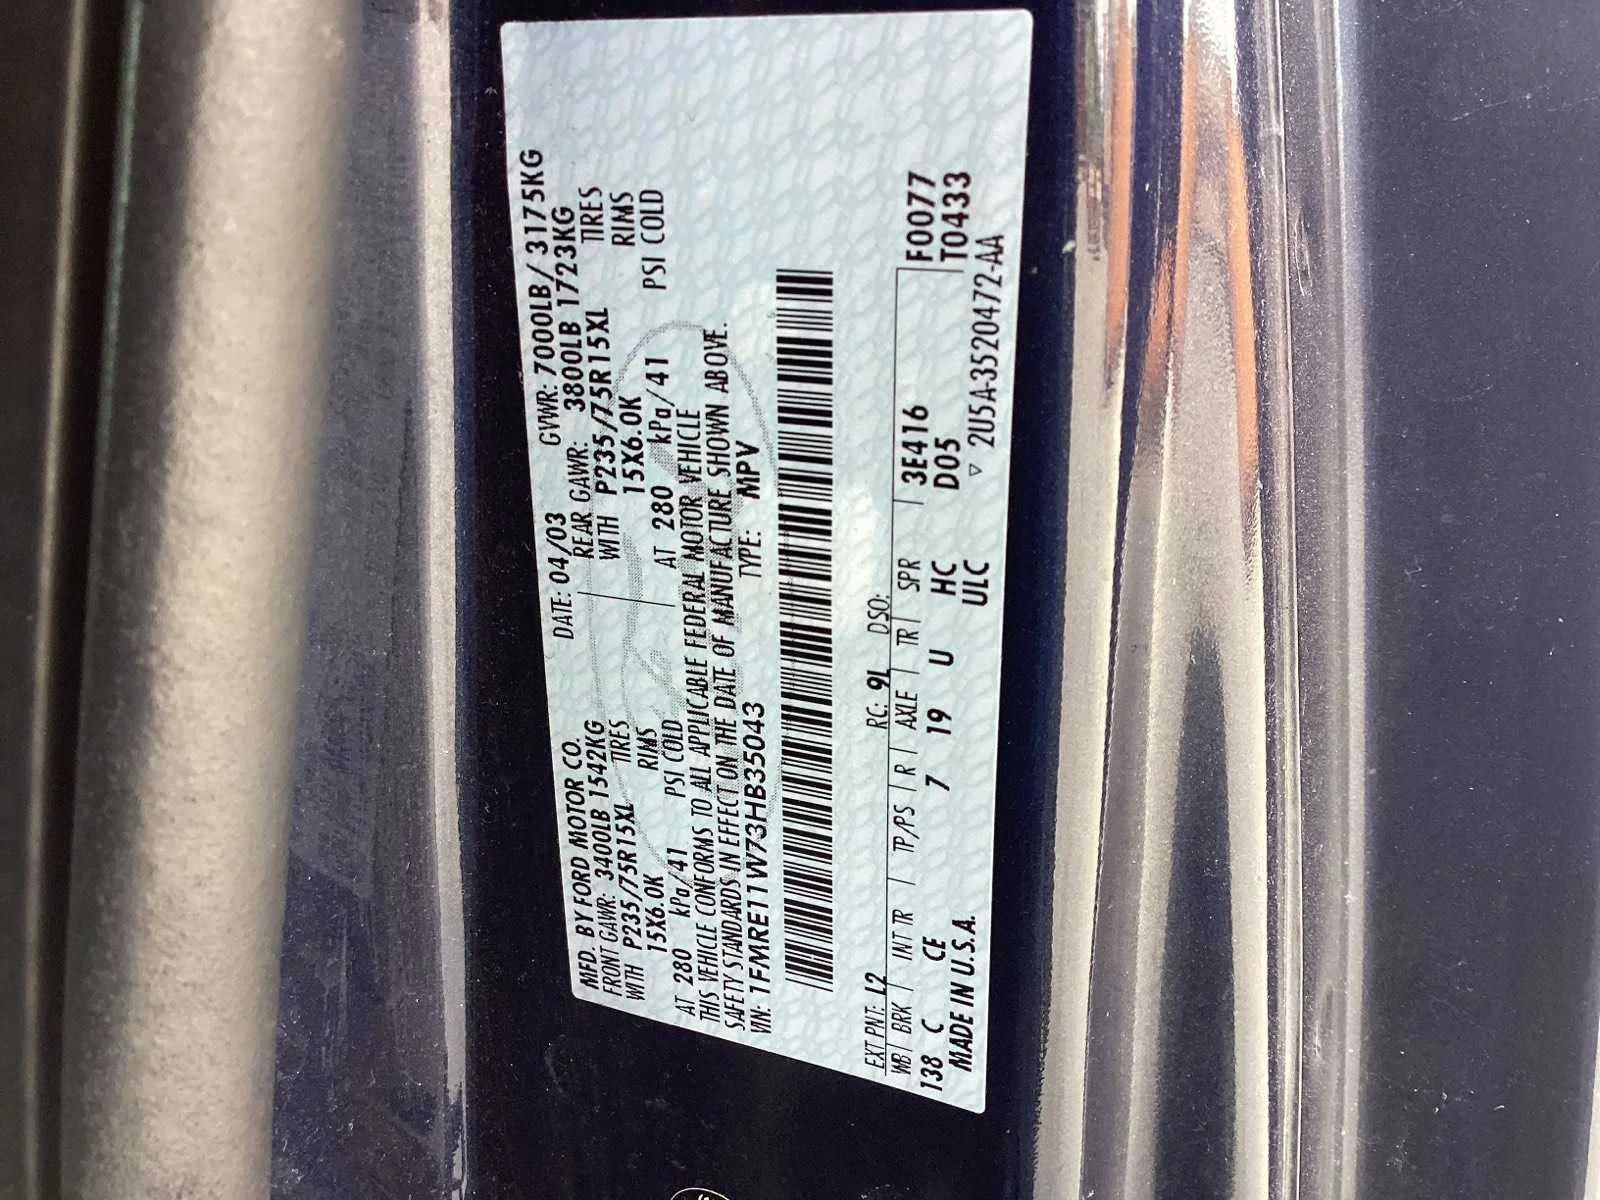 MFD. BY FORD MOTOR CO. DATE: 04/03 GVWR: 7000LB/3175KG
FRONT GAWR: 3400LB 1542KG REAR GAWR: 3800LB 1723KG
WITH P235/75R15XL TIRES WITH P235/75R15XL TIRES
15X6.0K RIMS 15X6.0K RIMS
AT 280 kPa/41 PSI COLD AT 280 kPa/41 PSI COLD
THIS VEHICLE CONFORMS TO ALL APPLICABLE FEDERAL MOTOR VEHICLE
SAFETY STANDARDS IN EFFECT ON THE DATE OF MANUFACTURE SHOWN ABOVE.
VIN: 1FMRE11W73HB35043 TYPE: MPV
EXT PNT: L2 RC: 9L DSO:
WB BRK INT TR TP/PS R AXLE TR SPR 3E416 F0077
138 C CE 7 19 U HC D05 T0433
MADE IN U.S.A. ULC ▽ 2U5A-3520472-AA